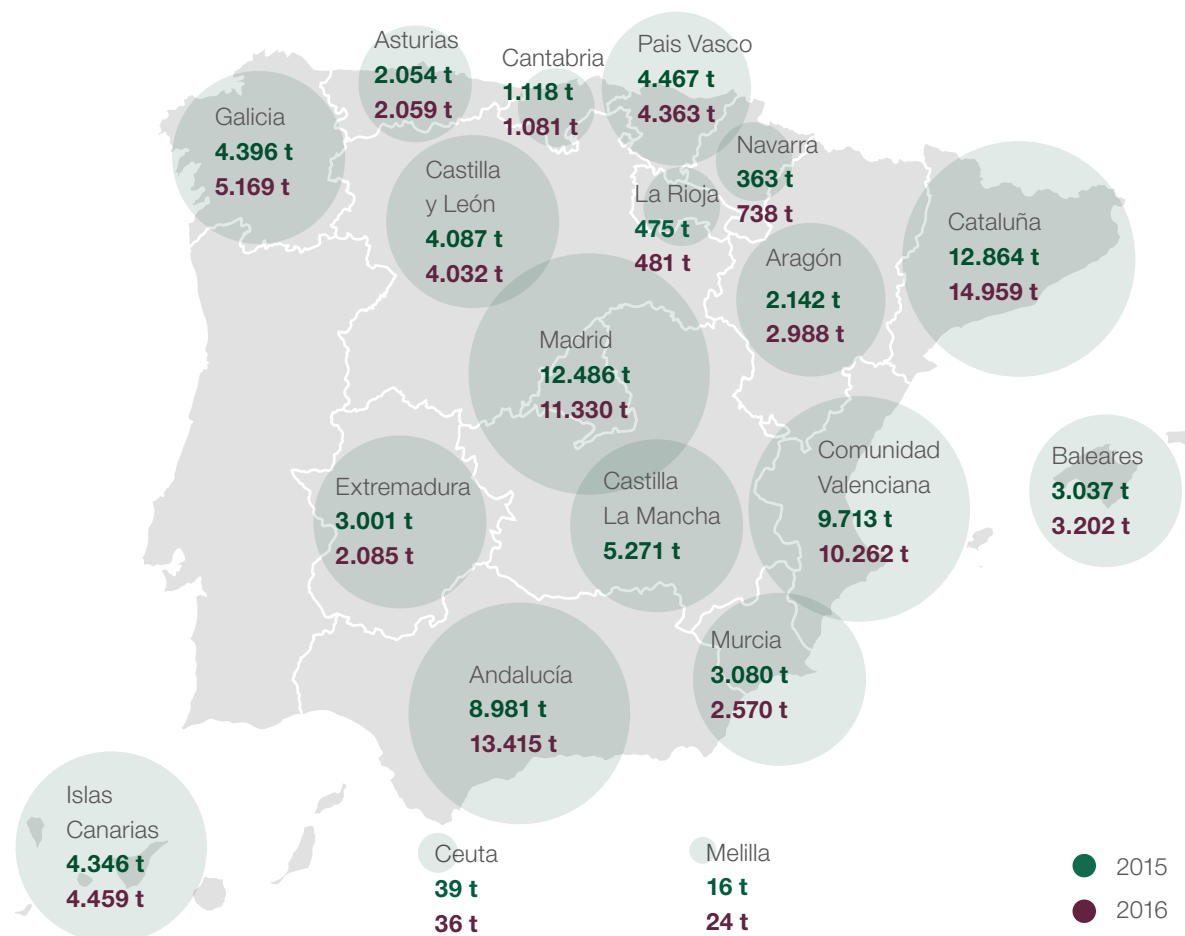 Asturias
2.054 t
2.059 t
Cantabria
1.118 t
1.081 t
Pais Vasco
4.467 t
4.363 t
Galicia
4.396 t
5.169 t
Castilla
y León
4.087 t
4.032 t
La Rioja
475 t
481 t
Navarra
363 t
738 t
Aragón
2.142 t
2.988 t
Cataluña
12.864 t
14.959 t
Madrid
12.486 t
11.330 t
Extremadura
3.001 t
2.085 t
Castilla
La Mancha
5.271 t
Comunidad
Valenciana
9.713 t
10.262 t
Baleares
3.037 t
3.202 t
Andalucía
8.981 t
13.415 t
Murcia
3.080 t
2.570 t
Islas
Canarias
4.346 t
4.459 t
Ceuta
39 t
36 t
Melilla
16 t
24 t
2015
2016